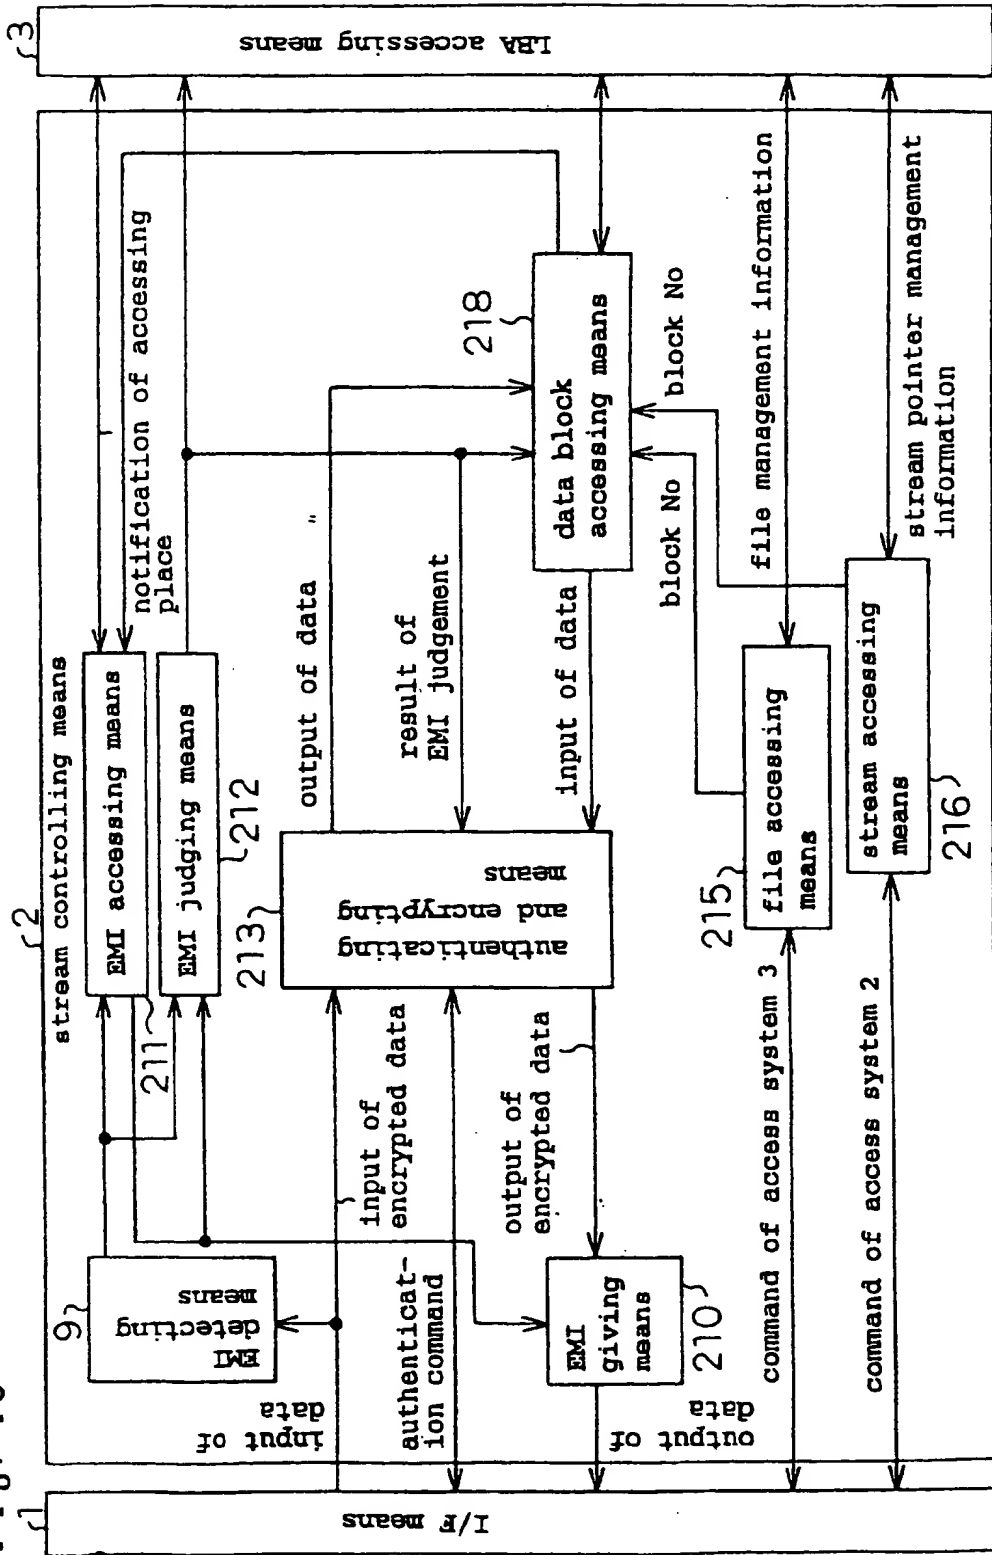 1
I/F means
2
stream controlling means
3
LBA accessing means
9
EMI
detecting
means
EMI accessing means
211
EMI judging means
212
notification of accessing
place
input of
data
input of
encrypted data
authenticat-
ion command
213
authenticating
and encrypting
means
output of data
result of
EMI judgement
input of data
218
data block
accessing means
output of
encrypted data
EMI
giving
means
210
output of
data
block No
block No
command of access system 3
215
file accessing
means
file management information
command of access system 2
stream accessing
means
216
stream pointer management
information